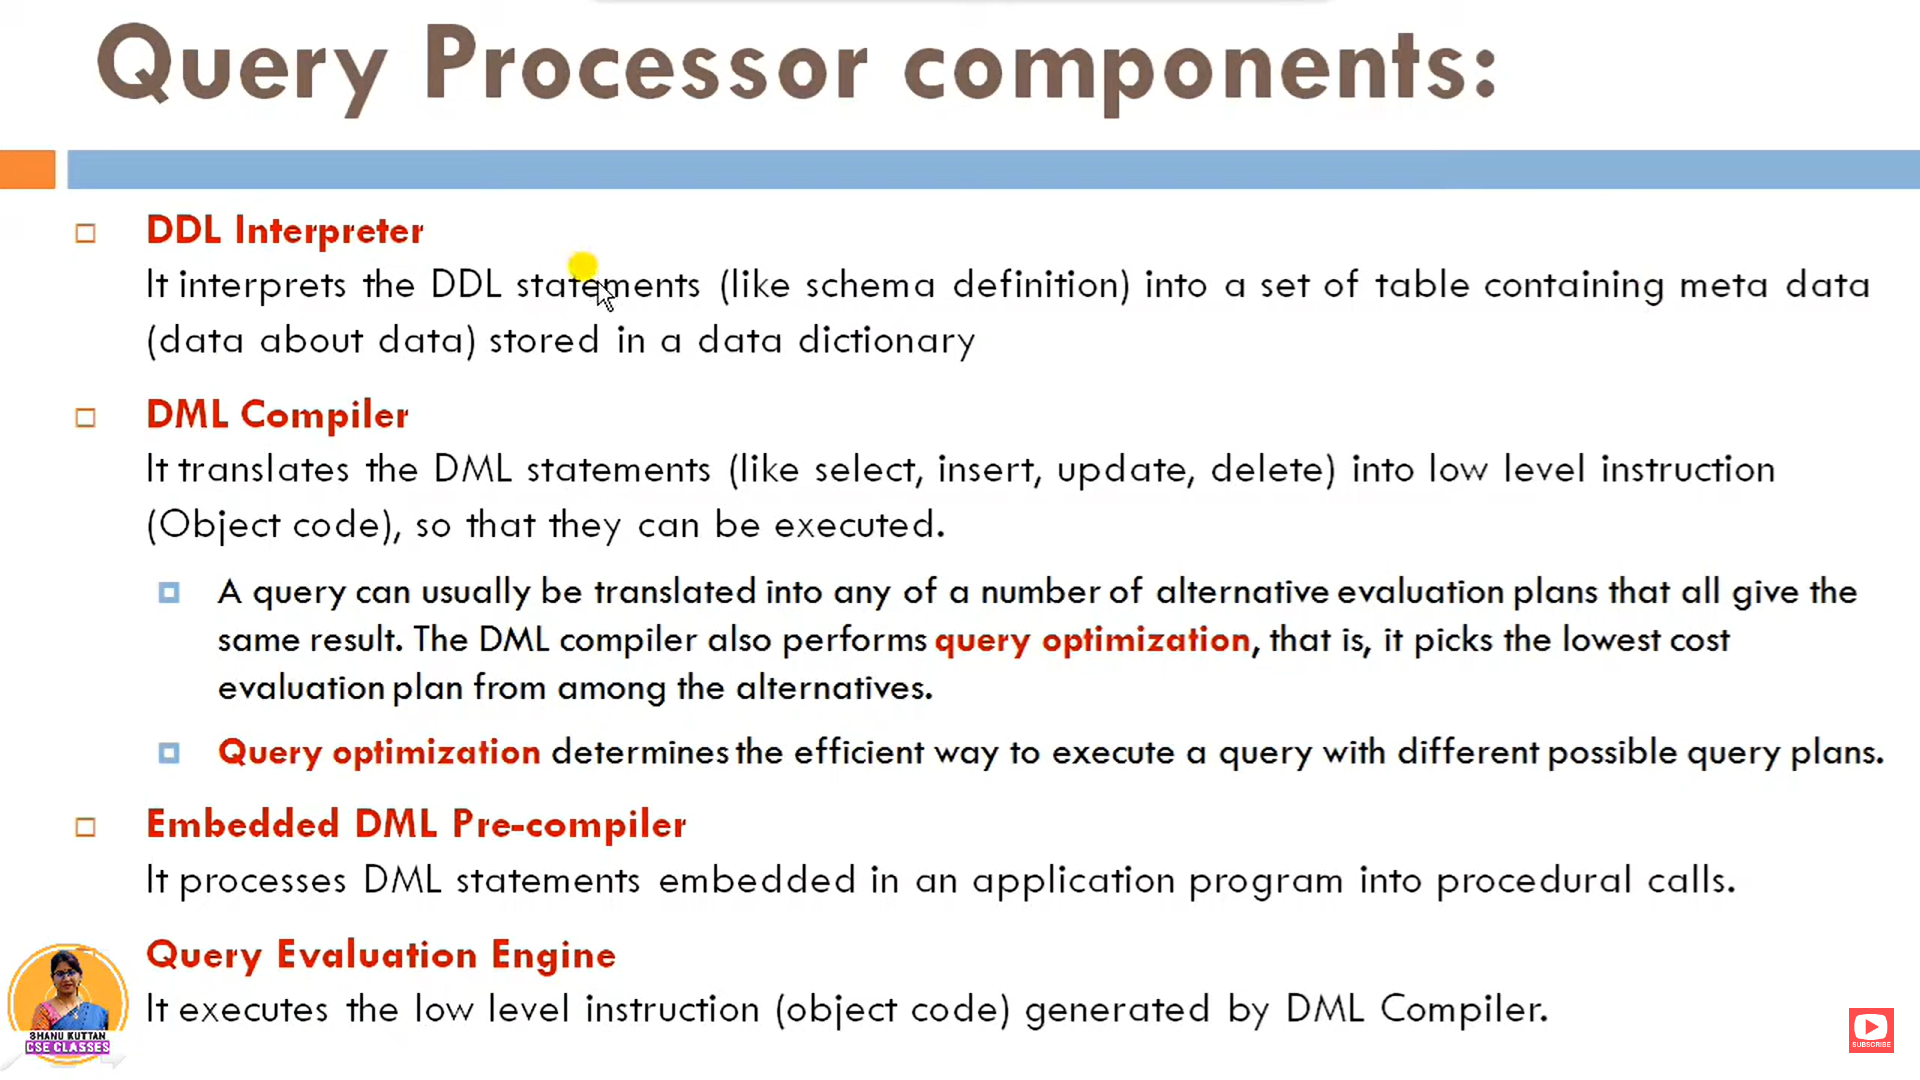 Query Processor components:
DDL Interpreter
It interprets the DDL statements (like schema definition) into a set of table containing meta data
(data about data) stored in a data dictionary
DML Compiler
It translates the DML statements (like select, insert, update, delete) into low level instruction
(Object code), so that they can be executed.
A query can usually be translated into any of a number of alternative evaluation plans that all give the
same result. The DML compiler also performs query optimization, that is, it picks the lowest cost
evaluation plan from among the alternatives.
Query optimization determines the efficient way to execute a query with different possible query plans.
Embedded DML Pre-compiler
It processes DML statements embedded in an application program into procedural calls.
Query Evaluation Engine
It executes the low level instruction (object code) generated by DML Compiler.
SHANU KUTTAN
CSE CLASSES
SUBSCRIBE